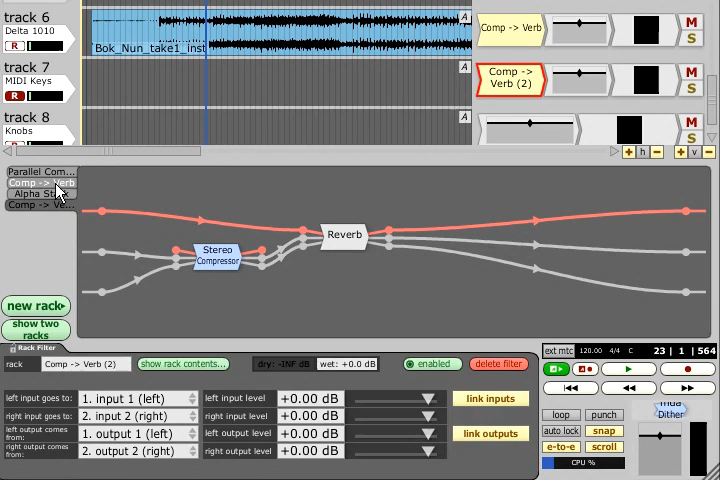 track 6
Delta 1010
R
Bok_Nun_take1_inst
A
Comp -> Verb
M
S
track 7
MIDI Keys
R
A
Comp ->
Verb (2)
M
S
track 8
Knobs
A
M
S
+ h − + v −
Parallel Com...
Comp -> Verb
Comp -> Ve...
Stereo
Compressor
Reverb
new rack
show two
racks
Rack Filter
rack
Comp -> Verb (2)
show rack contents...
dry: -INF dB
wet: +0.0 dB
enabled
delete filter
left input goes to:
1. input 1 (left)
left input level
+0.00 dB
link inputs
right input goes to:
2. input 2 (right)
right input level
+0.00 dB
left output comes
from:
1. output 1 (left)
left output level
+0.00 dB
link outputs
right output comes
from:
2. output 2 (right)
right output level
+0.00 dB
ext mtc
120.00
4/4
C
23 | 1 | 564
loop
punch
auto lock
snap
e-to-e
scroll
CPU %
Dither